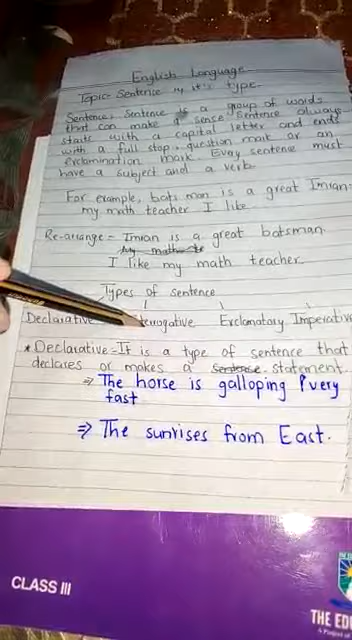 English Language
Topic:- Sentence n it's type.
Sentence:- Sentence is a group of words
that can make a sense. Sentence always
starts with a capital letter and ends
with a full stop, question mark or an
exclamation mark. Every sentence must
have a subject and a verb.
For example, bats man is a great Imran.
my math teacher I like.
Re-arrange = Imran is a great batsman.
My math te
I like my math teacher.
Types of sentence
Declarative terrogative Exclamatory Imperative
* Declarative:- It is a type of sentence that
declares or makes a sentence. statement.
⇒ The horse is galloping very
fast
⇒ The sunrises from East.
CLASS III
THE ED